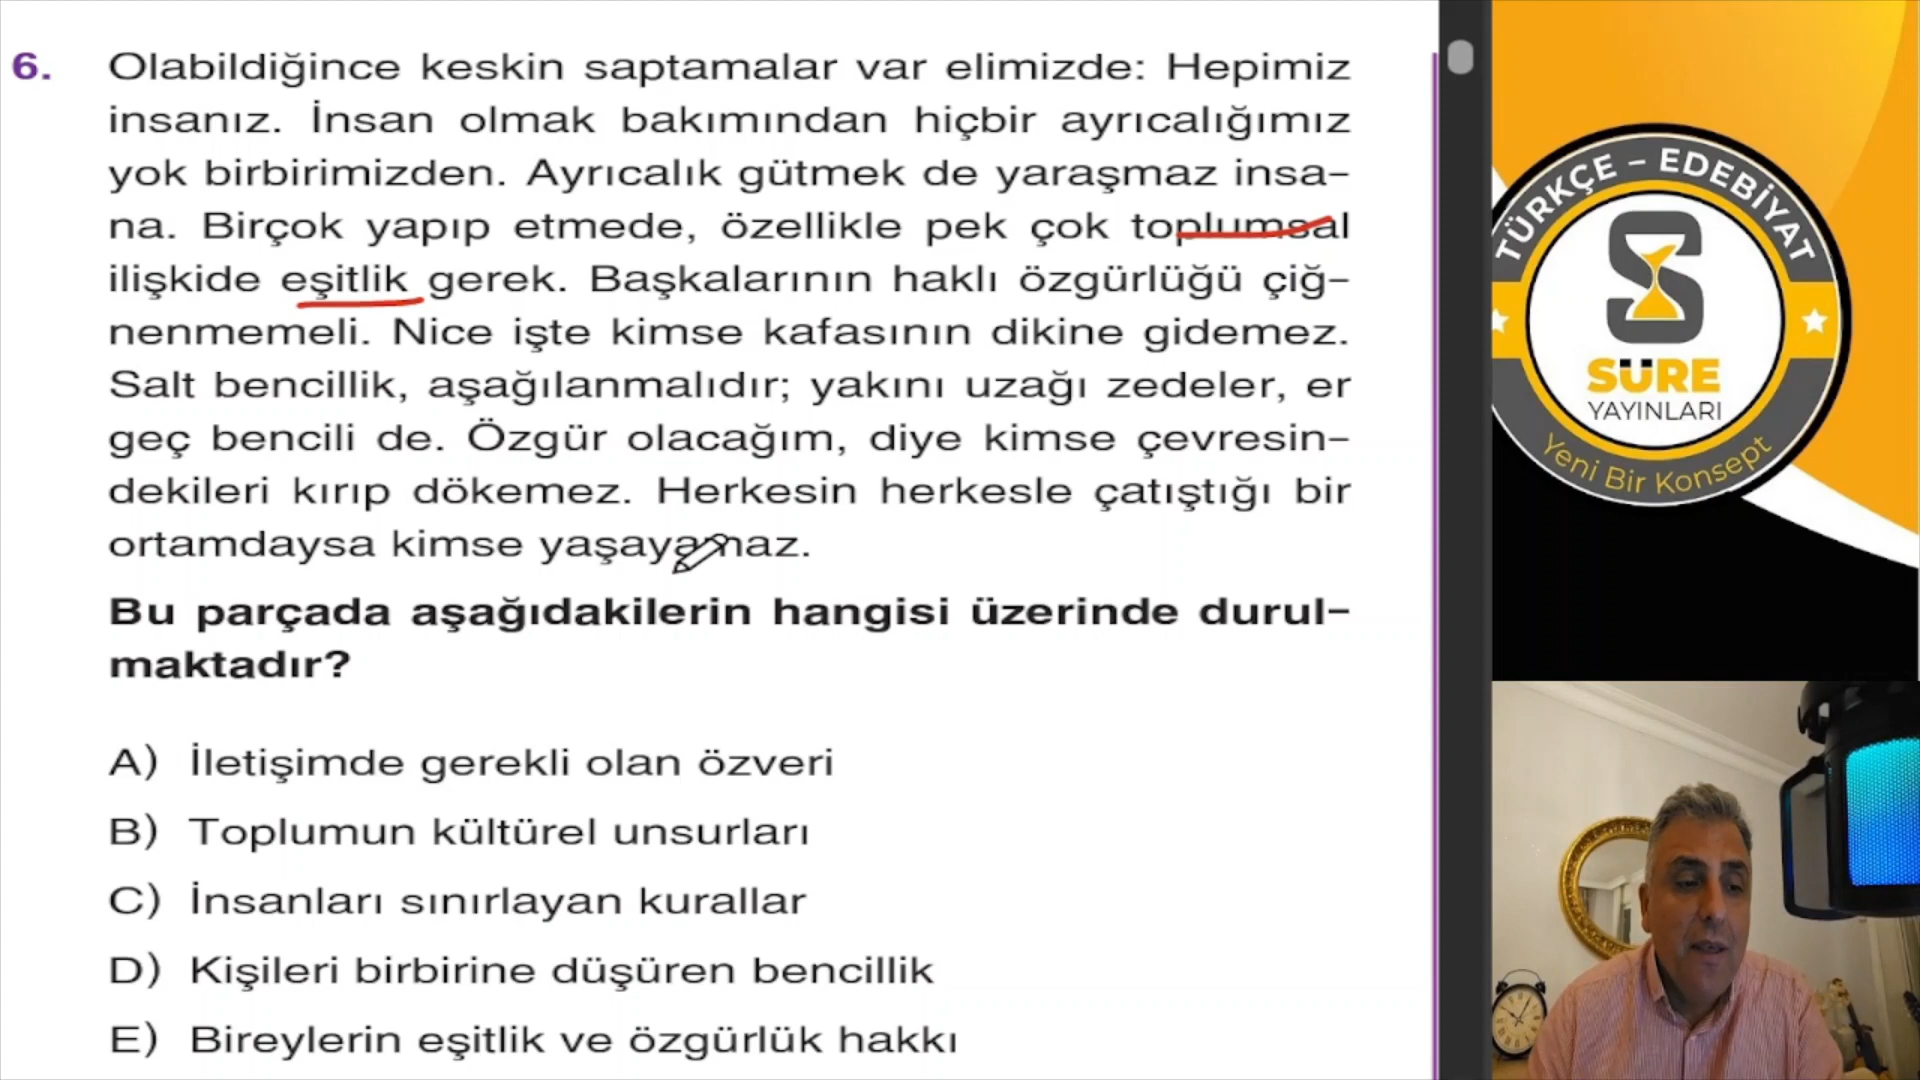 6. Olabildiğince keskin saptamalar var elimizde: Hepimiz
insanız. İnsan olmak bakımından hiçbir ayrıcalığımız
yok birbirimizden. Ayrıcalık gütmek de yaraşmaz insa-
na. Birçok yapıp etmede, özellikle pek çok toplumsal
ilişkide eşitlik gerek. Başkalarının haklı özgürlüğü çiğ-
nenmemeli. Nice işte kimse kafasının dikine gidemez.
Salt bencillik, aşağılanmalıdır; yakını uzağı zedeler, er
geç bencili de. Özgür olacağım, diye kimse çevresin-
dekileri kırıp dökemez. Herkesin herkesle çatıştığı bir
ortamdaysa kimse yaşayamaz.
Bu parçada aşağıdakilerin hangisi üzerinde durul-
maktadır?
A) İletişimde gerekli olan özveri
B) Toplumun kültürel unsurları
C) İnsanları sınırlayan kurallar
D) Kişileri birbirine düşüren bencillik
E) Bireylerin eşitlik ve özgürlük hakkı
TÜRKÇE – EDEBİYAT
S
SÜRE
YAYINLARI
Yeni Bir Konsept